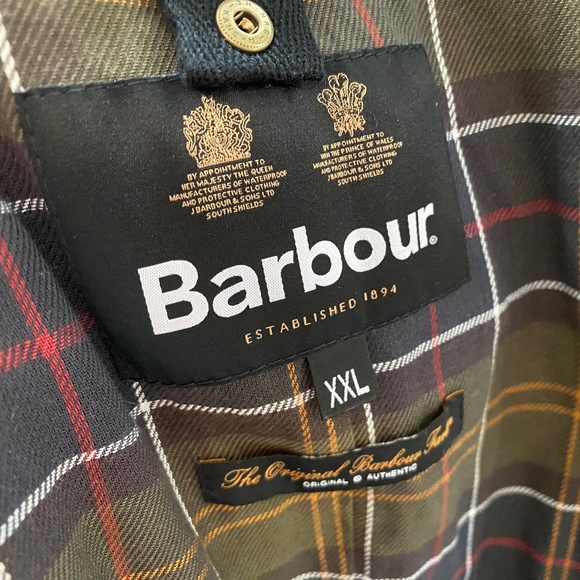 BY APPOINTMENT TO
HER MAJESTY THE QUEEN
MANUFACTURERS OF WATERPROOF
AND PROTECTIVE CLOTHING
J BARBOUR & SONS LTD
SOUTH SHIELDS
BY APPOINTMENT TO
HRH THE PRINCE OF WALES
MANUFACTURERS OF WATERPROOF
AND PROTECTIVE CLOTHING
J BARBOUR & SONS LTD
SOUTH SHIELDS
Barbour®
ESTABLISHED 1894
XXL
The Original Barbour
ORIGINAL & AUTHENTIC